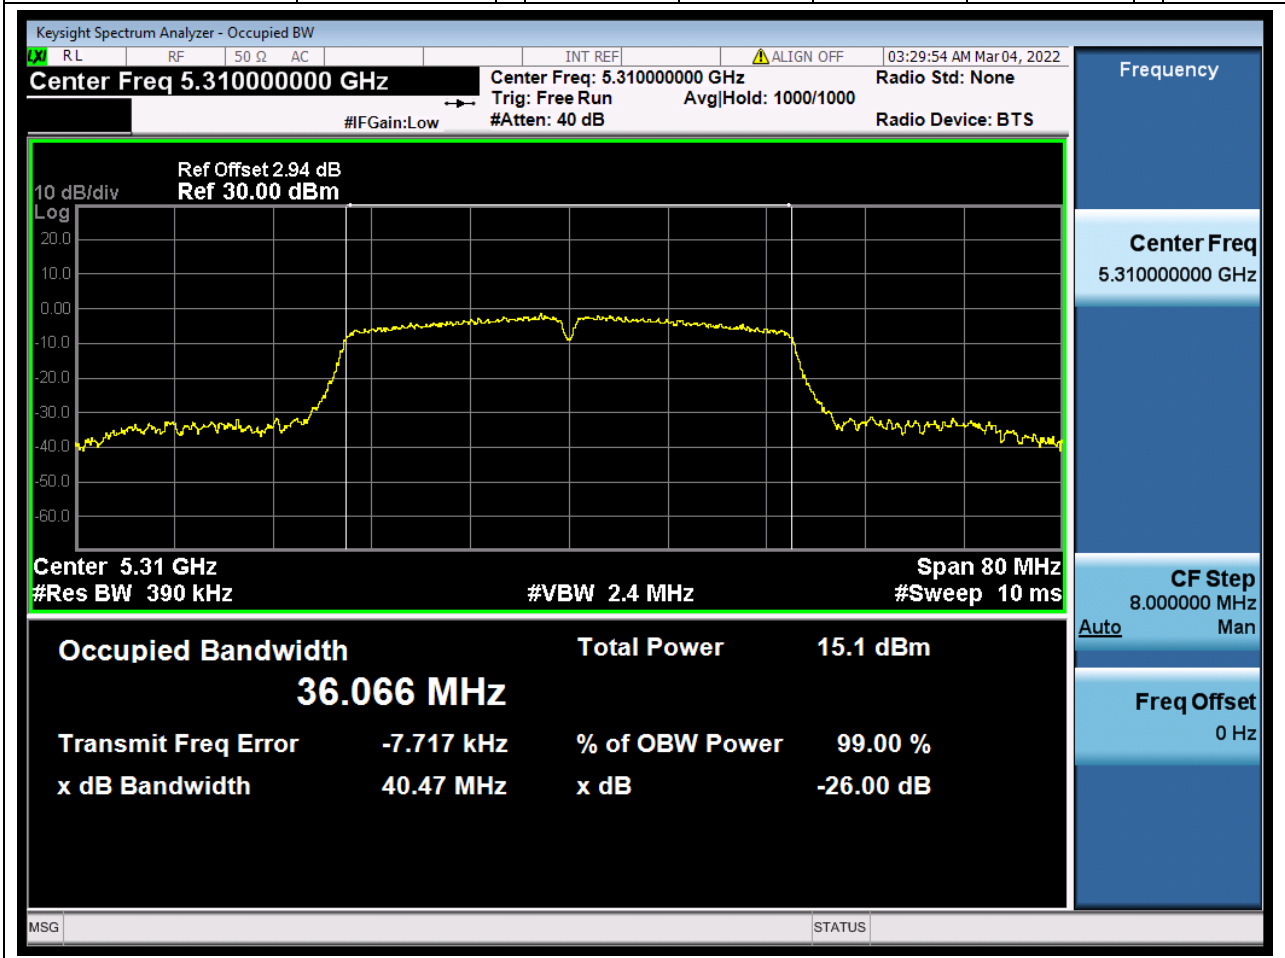 Keysight Spectrum Analyzer - Occupied BW
LXI RL RF 50 Ω AC INT REF ALIGN OFF 03:29:54 AM Mar 04, 2022
Center Freq 5.310000000 GHz
Center Freq: 5.310000000 GHz
Radio Std: None
Trig: Free Run Avg|Hold: 1000/1000
#IFGain:Low
#Atten: 40 dB
Radio Device: BTS
Ref Offset 2.94 dB
10 dB/div Ref 30.00 dBm
Log
20.0
10.0
0.00
-10.0
-20.0
-30.0
-40.0
-50.0
-60.0
Center 5.31 GHz Span 80 MHz
#Res BW 390 kHz #VBW 2.4 MHz #Sweep 10 ms
Occupied Bandwidth Total Power 15.1 dBm
36.066 MHz
Transmit Freq Error -7.717 kHz % of OBW Power 99.00 %
x dB Bandwidth 40.47 MHz x dB -26.00 dB
MSG STATUS
Frequency
Center Freq
5.310000000 GHz
CF Step
8.000000 MHz
Auto Man
Freq Offset
0 Hz